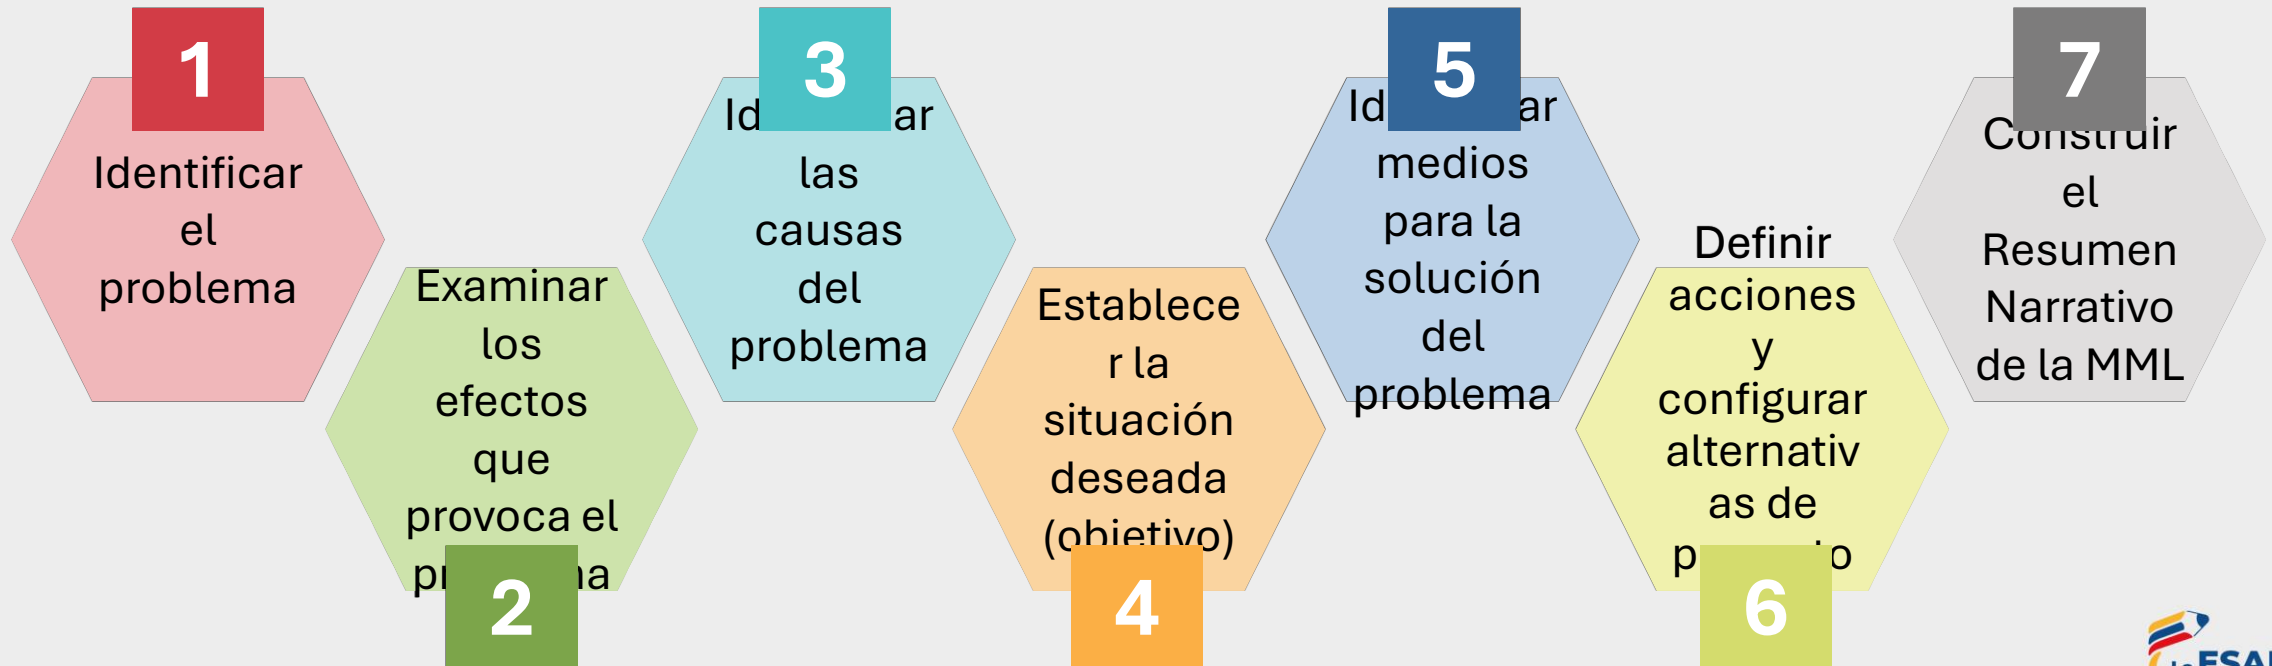 1
Identificar
el
problema
2
Examinar
los
efectos
que
provoca el
3
las
causas
del
problema
4
Establece
r la
situación
deseada
(objetivo)
5
medios
para la
solución
del
problema
6
Definir
acciones
y
configurar
alternativ
as de
7
Construir
el
Resumen
Narrativo
de la MML